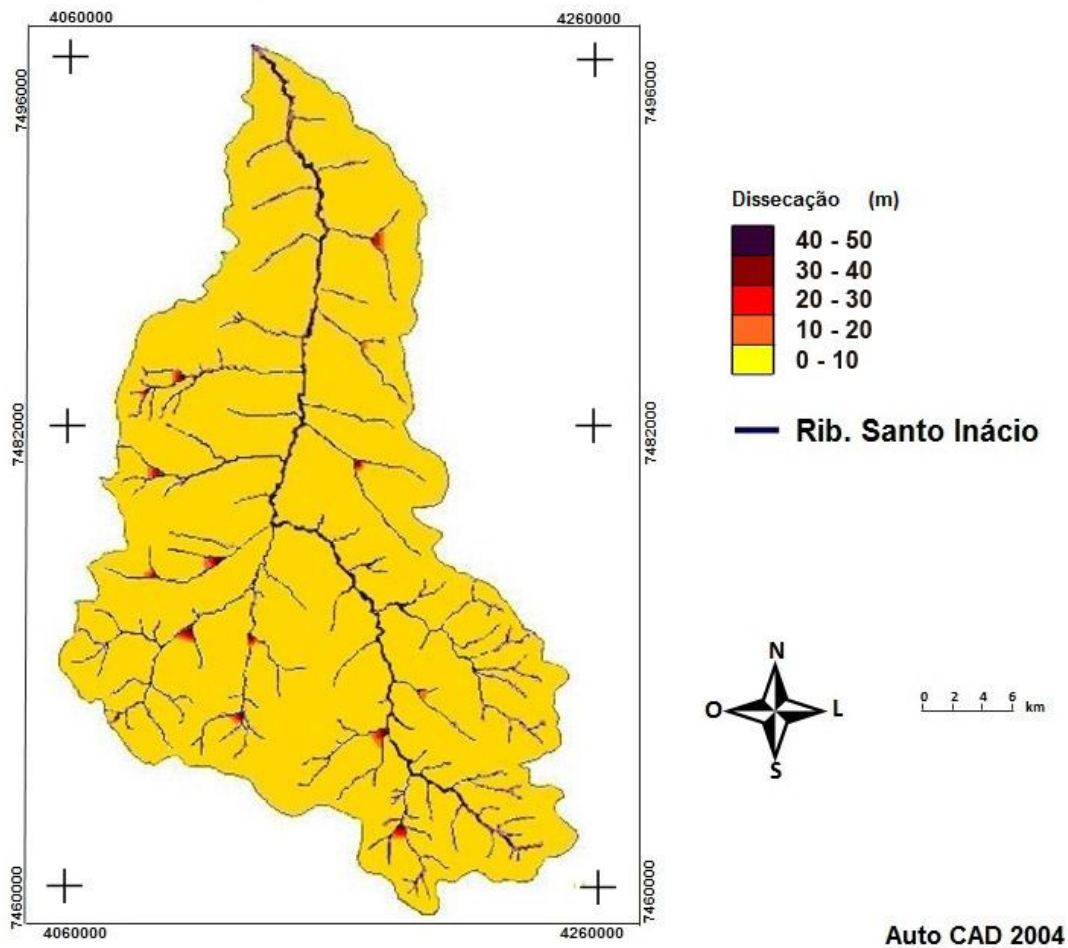 4060000 4260000
7496000 7496000
Dissecação (m)
40 - 50
30 - 40
20 - 30
10 - 20
0 - 10
7482000 7482000
Rib. Santo Inácio
N
O L
S
0 2 4 6 km
7460000 7460000
4060000 4260000
Auto CAD 2004